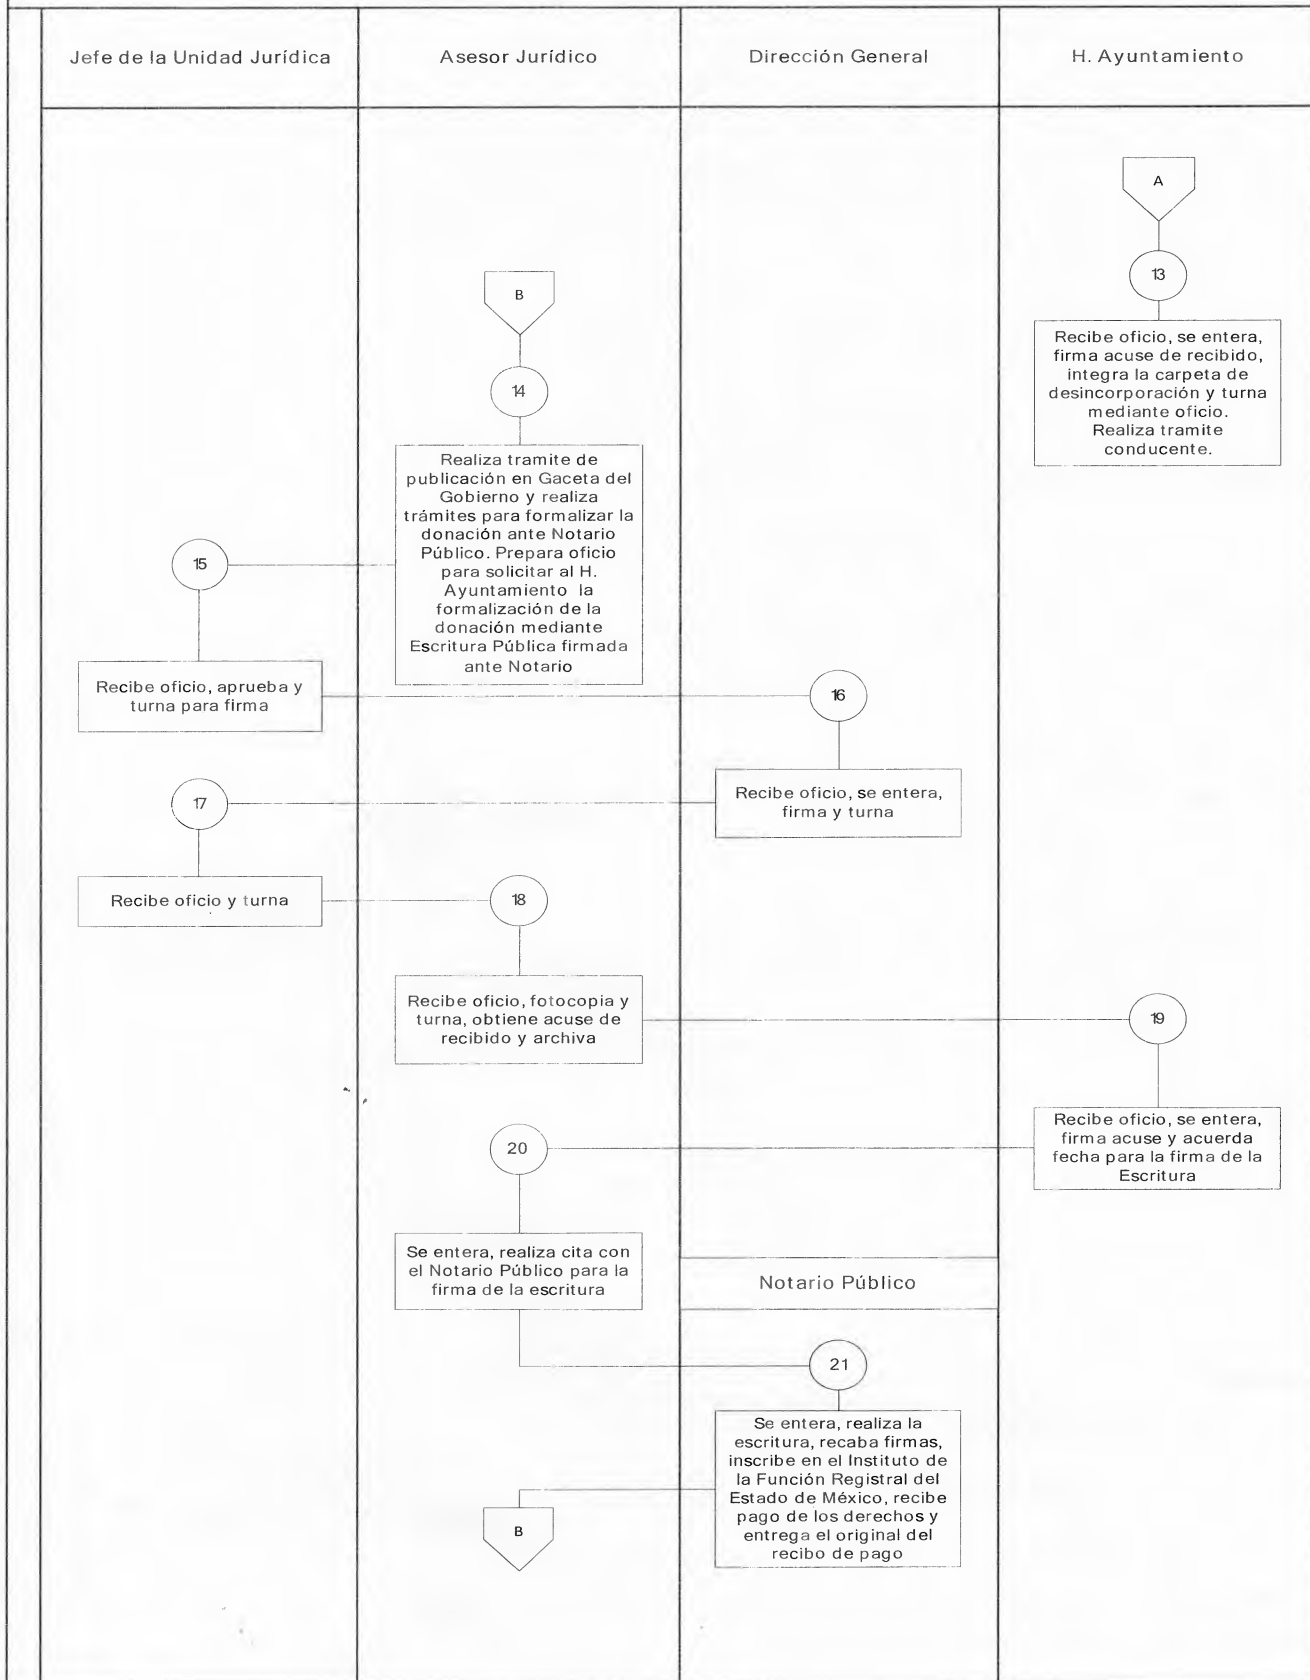 Jefe de la Unidad Jurídica
Asesor Jurídico
Dirección General
H. Ayuntamiento
A
13
Recibe oficio, se entera,
firma acuse de recibido,
integra la carpeta de
desincorporación y turna
mediante oficio.
Realiza tramite
conducente.
B
14
Realiza tramite de
publicación en Gaceta del
Gobierno y realiza
trámites para formalizar la
donación ante Notario
Público. Prepara oficio
para solicitar al H.
Ayuntamiento la
formalización de la
donación mediante
Escritura Pública firmada
ante Notario
15
Recibe oficio, aprueba y
turna para firma
16
Recibe oficio, se entera,
firma y turna
17
Recibe oficio y turna
18
Recibe oficio, fotocopia y
turna, obtiene acuse de
recibido y archiva
19
Recibe oficio, se entera,
firma acuse y acuerda
fecha para la firma de la
Escritura
20
Se entera, realiza cita con
el Notario Público para la
firma de la escritura
Notario Público
21
Se entera, realiza la
escritura, recaba firmas,
inscribe en el Instituto de
la Función Registral del
Estado de México, recibe
pago de los derechos y
entrega el original del
recibo de pago
B